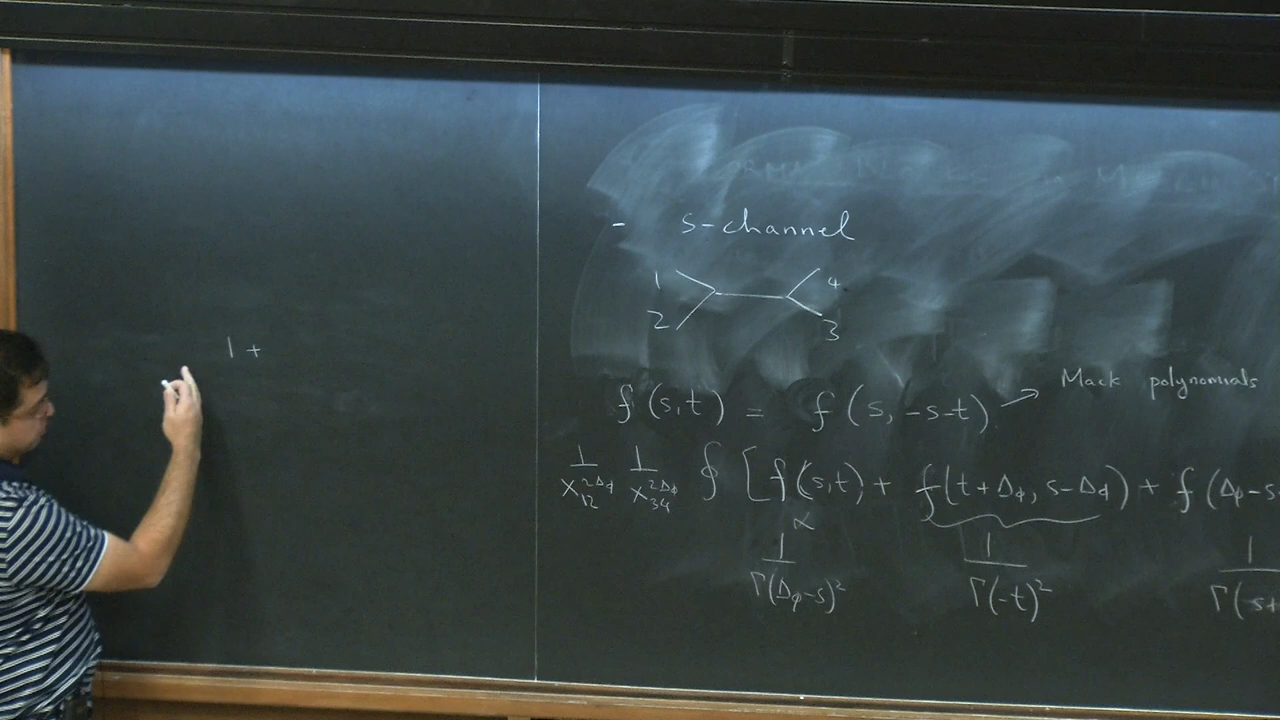 1 +
- s-channel
1 4
2 3
f(s,t) = f(s,-s-t) → Mack polynomials
1/x₁₂^{2Δϕ} 1/x₃₄^{2Δϕ} ∮ [f(s,t) + f(t+Δϕ, s-Δϕ) + f(Δϕ-s
α
1/Γ(Δϕ-s)² 1/Γ(-t)² 1/Γ(s+